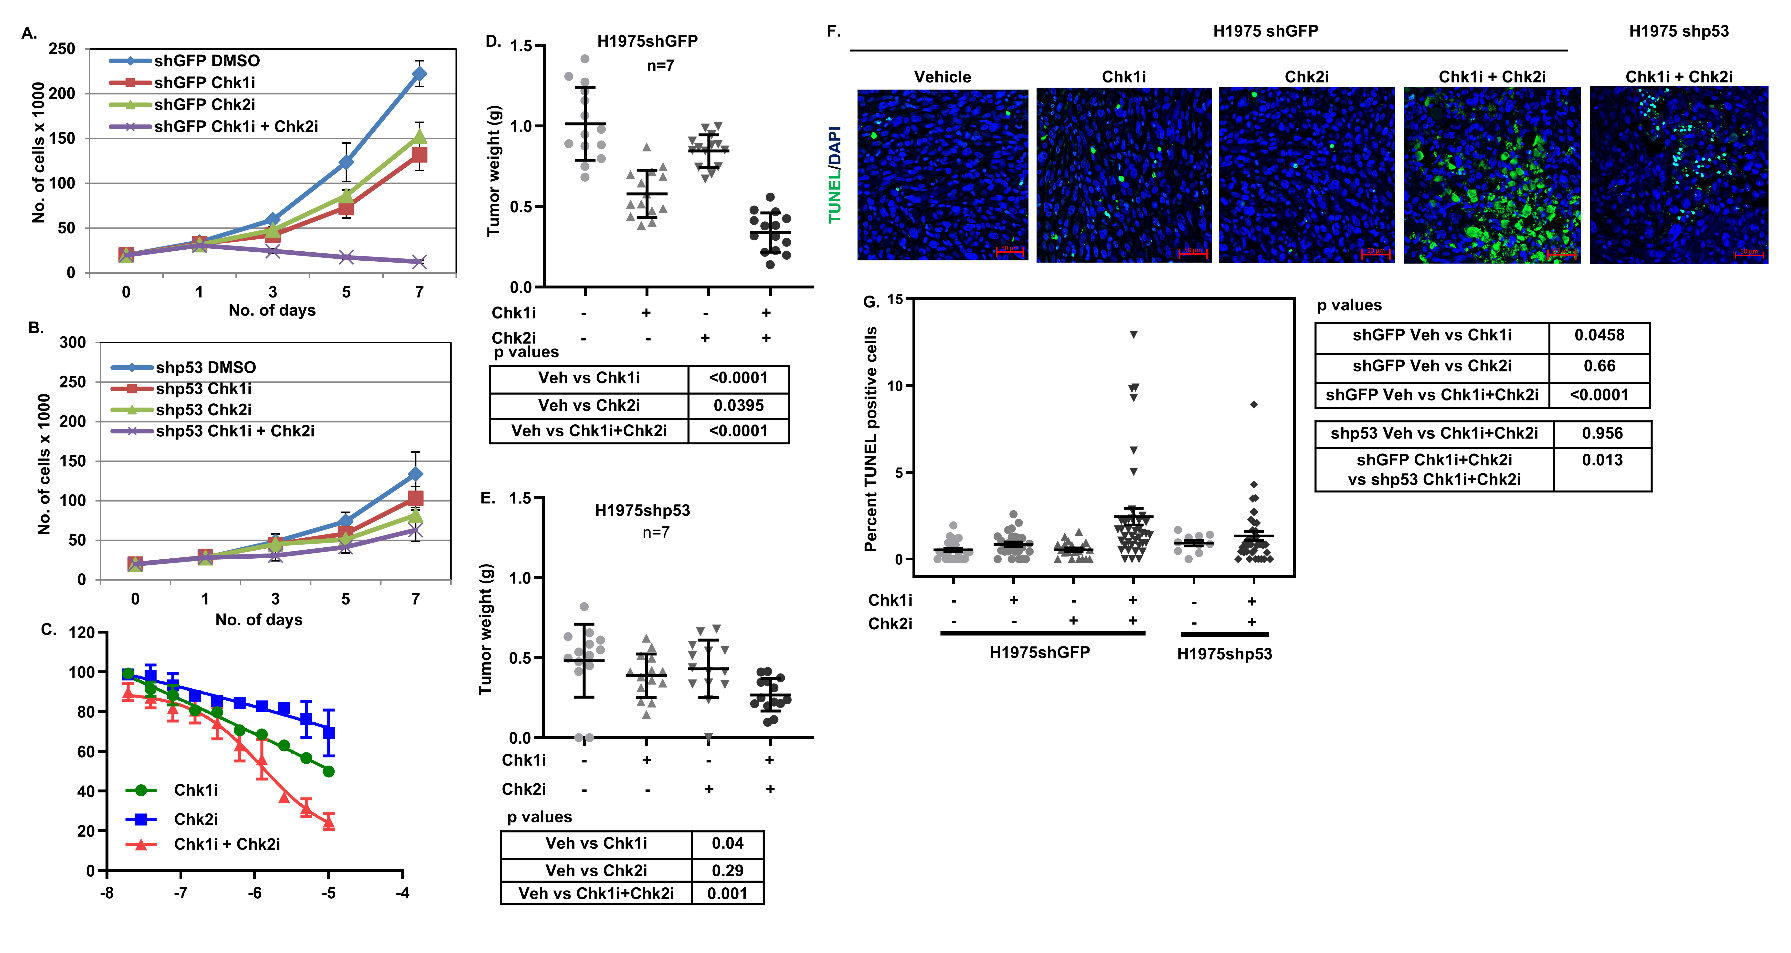 A.
250
200
150
100
50
0
shGFP DMSO
shGFP Chk1i
shGFP Chk2i
shGFP Chk1i + Chk2i
No. of cells x 1000
0 1 3 5 7
No. of days
B.
300
250
200
150
100
50
0
shp53 DMSO
shp53 Chk1i
shp53 Chk2i
shp53 Chk1i + Chk2i
No. of cells x 1000
0 1 3 5 7
No. of days
C.
120
100
80
60
40
20
0
Chk1i
Chk2i
Chk1i + Chk2i
-8 -7 -6 -5 -4
D.
H1975shGFP
n=7
1.5
1.0
0.5
0.0
Tumor weight (g)
Chk1i - + - +
Chk2i - - + +
p values
Veh vs Chk1i <0.0001
Veh vs Chk2i 0.0395
Veh vs Chk1i+Chk2i <0.0001
E.
H1975shp53
n=7
1.5
1.0
0.5
0.0
Tumor weight (g)
Chk1i - + - +
Chk2i - - + +
p values
Veh vs Chk1i 0.04
Veh vs Chk2i 0.29
Veh vs Chk1i+Chk2i 0.001
F.
H1975 shGFP H1975 shp53
Vehicle Chk1i Chk2i Chk1i + Chk2i Chk1i + Chk2i
TUNEL/DAPI
G.
15
10
5
0
Percent TUNEL positive cells
Chk1i - + - + - +
Chk2i - - + + - +
H1975shGFP H1975shp53
p values
shGFP Veh vs Chk1i 0.0458
shGFP Veh vs Chk2i 0.66
shGFP Veh vs Chk1i+Chk2i <0.0001
shp53 Veh vs Chk1i+Chk2i 0.956
shGFP Chk1i+Chk2i 0.013
vs shp53 Chk1i+Chk2i